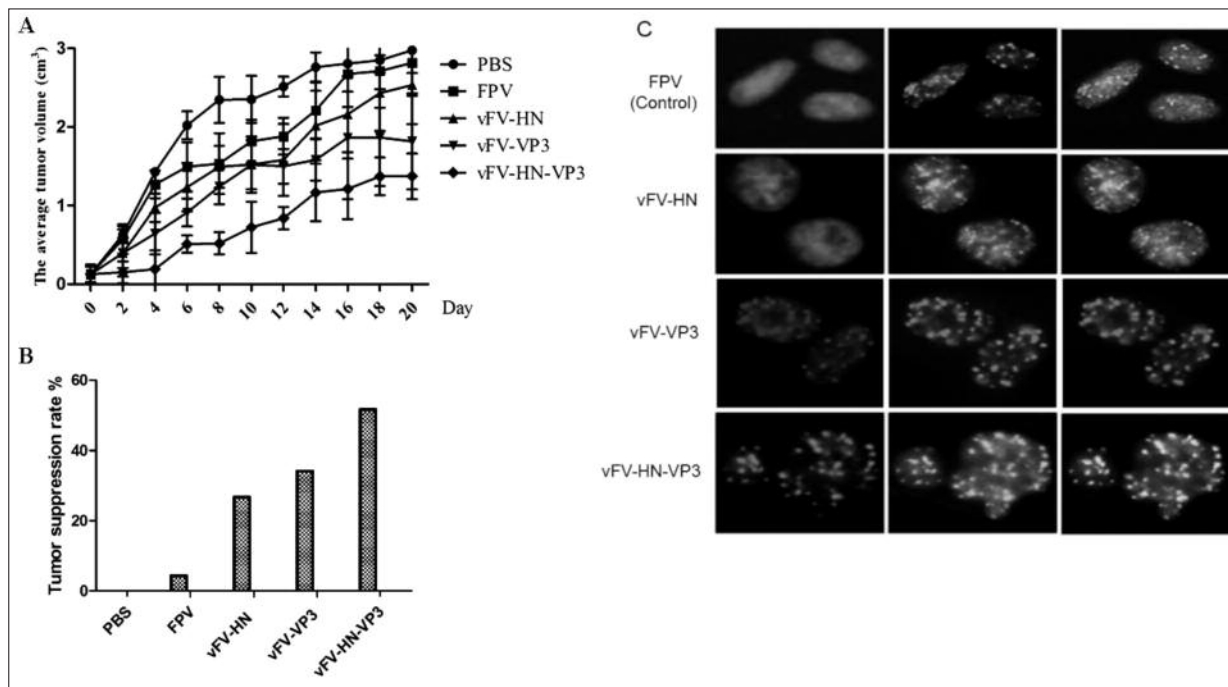 A
The average tumor volume (cm³)
3
2
1
0
0 2 4 6 8 10 12 14 16 18 20 Day
PBS
FPV
vFV-HN
vFV-VP3
vFV-HN-VP3
B
Tumor suppression rate %
60
40
20
0
PBS FPV vFV-HN vFV-VP3 vFV-HN-VP3
C
FPV
(Control)
vFV-HN
vFV-VP3
vFV-HN-VP3